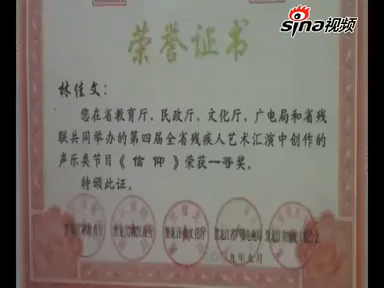 sina视频
荣誉证书
林佳文：
您在省教育厅、民政厅、文化厅、广电局和省残
联共同举办的第四届全省残疾人艺术汇演中创作的
声乐类节目《信仰》荣获一等奖。
特颁此证。